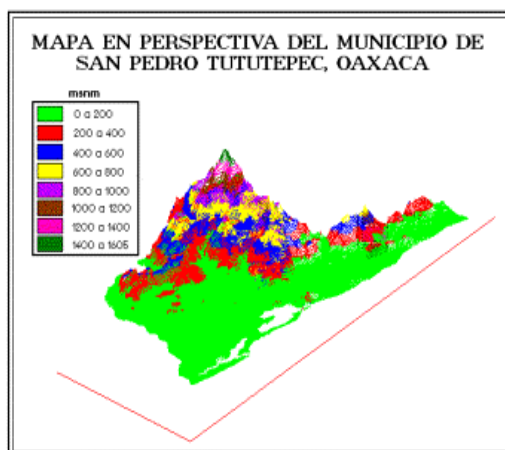 MAPA EN PERSPECTIVA DEL MUNICIPIO DE
SAN PEDRO TUTUTEPEC, OAXACA
msnm
0 a 200
200 a 400
400 a 600
600 a 800
800 a 1000
1000 a 1200
1200 a 1400
1400 a 1605